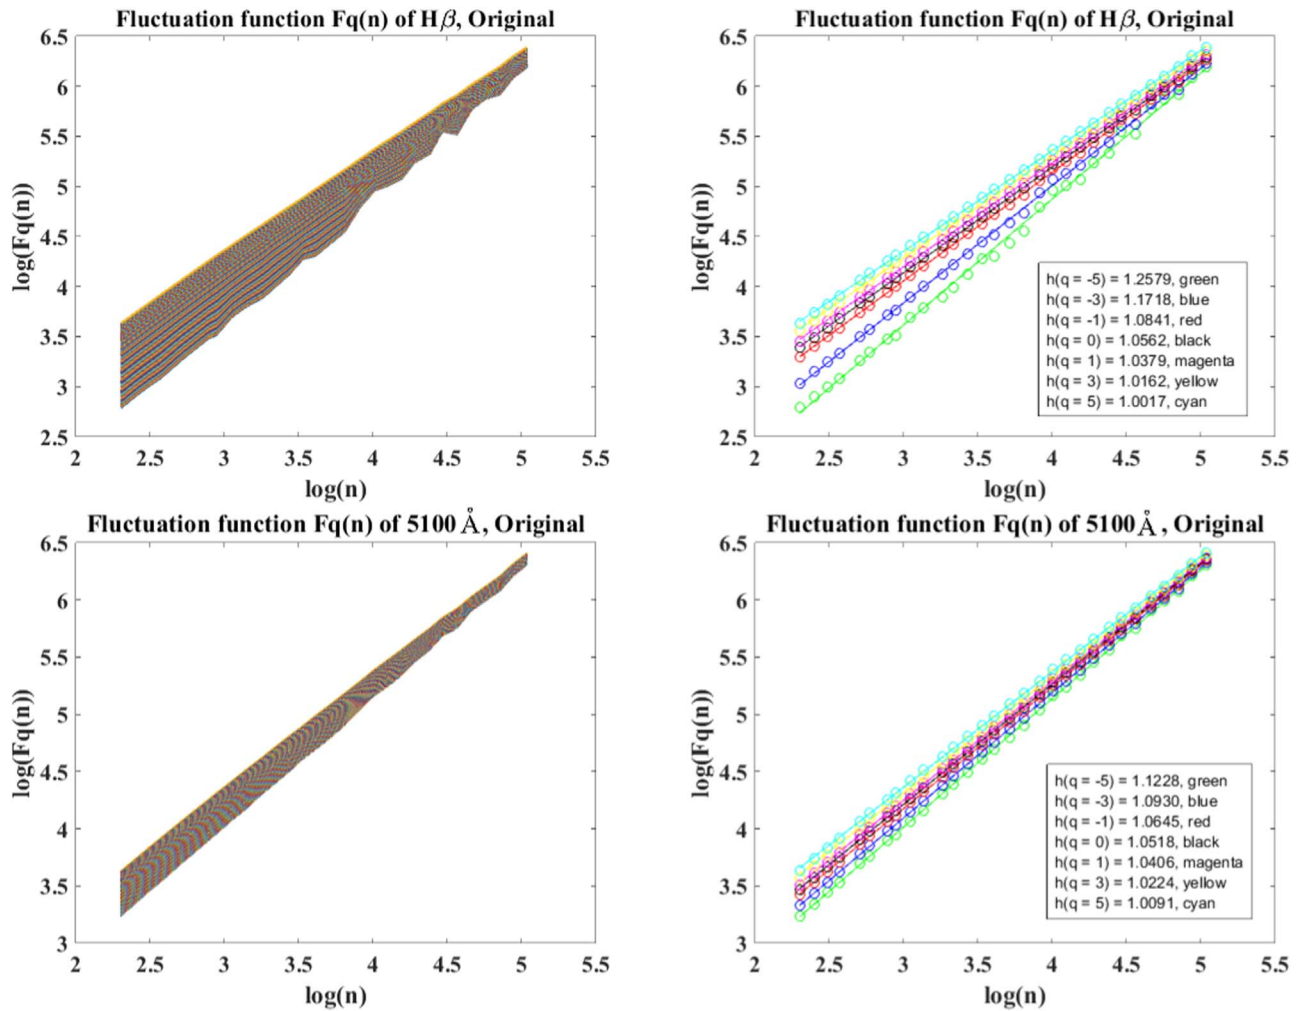 Fluctuation function Fq(n) of Hβ, Original
6.5
6
5.5
5
4.5
4
3.5
3
2.5
log(Fq(n))
2 2.5 3 3.5 4 4.5 5 5.5
log(n)
Fluctuation function Fq(n) of Hβ, Original
6.5
6
5.5
5
4.5
4
3.5
3
2.5
log(Fq(n))
h(q = -5) = 1.2579, green
h(q = -3) = 1.1718, blue
h(q = -1) = 1.0841, red
h(q = 0) = 1.0562, black
h(q = 1) = 1.0379, magenta
h(q = 3) = 1.0162, yellow
h(q = 5) = 1.0017, cyan
2 2.5 3 3.5 4 4.5 5 5.5
log(n)
Fluctuation function Fq(n) of 5100 Å, Original
6.5
6
5.5
5
4.5
4
3.5
3
log(Fq(n))
2 2.5 3 3.5 4 4.5 5 5.5
log(n)
Fluctuation function Fq(n) of 5100 Å , Original
6.5
6
5.5
5
4.5
4
3.5
3
log(Fq(n))
h(q = -5) = 1.1228, green
h(q = -3) = 1.0930, blue
h(q = -1) = 1.0645, red
h(q = 0) = 1.0518, black
h(q = 1) = 1.0406, magenta
h(q = 3) = 1.0224, yellow
h(q = 5) = 1.0091, cyan
2 2.5 3 3.5 4 4.5 5 5.5
log(n)